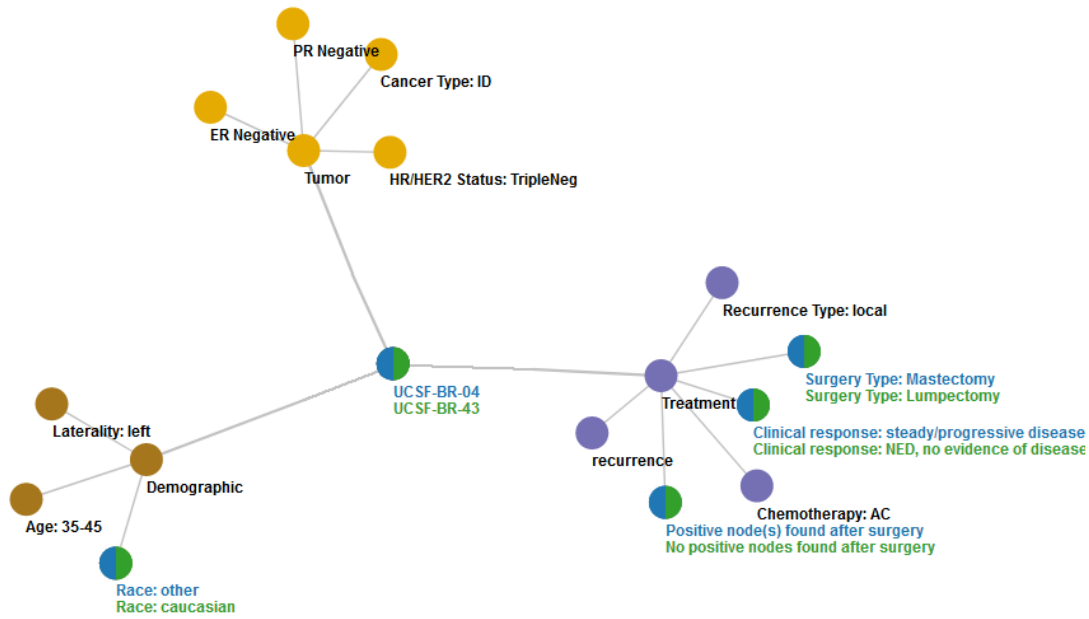 PR Negative
Cancer Type: ID
ER Negative
Tumor
HR/HER2 Status: TripleNeg
Recurrence Type: local
UCSF-BR-04
UCSF-BR-43
Surgery Type: Mastectomy
Surgery Type: Lumpectomy
Treatment
Clinical response: steady/progressive disease
Clinical response: NED, no evidence of disease
Laterality: left
recurrence
Demographic
Chemotherapy: AC
Age: 35-45
Positive node(s) found after surgery
No positive nodes found after surgery
Race: other
Race: caucasian